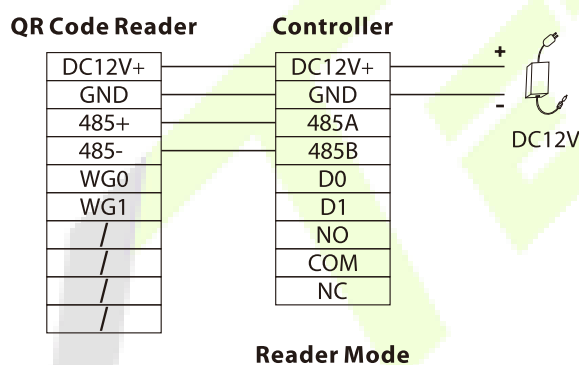 QR Code Reader Controller
DC12V+ DC12V+ +
GND GND -
485+ 485A DC12V
485- 485B
WG0 D0
WG1 D1
/ NO
/ COM
/ NC
/
Reader Mode